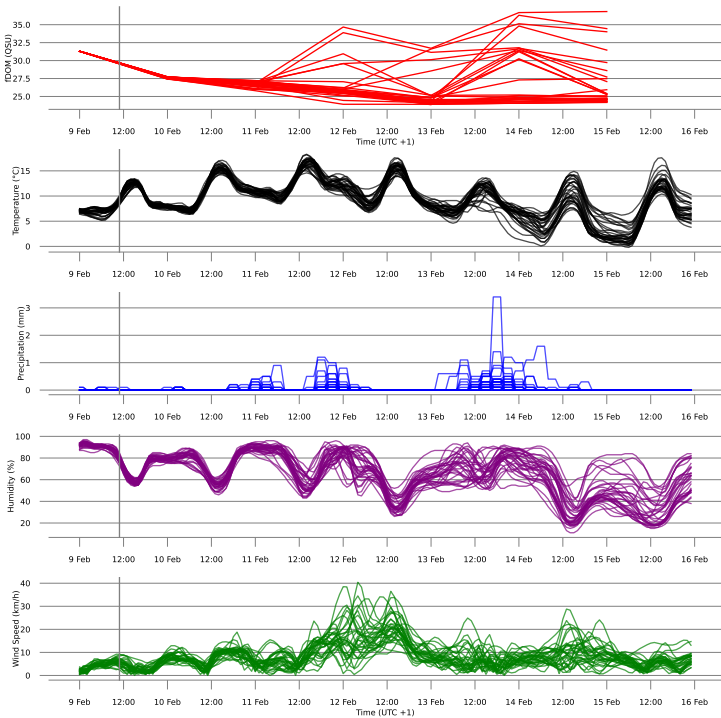 35.0
32.5
30.0
27.5
25.0
fDOM (QSU)
9 Feb 12:00 10 Feb 12:00 11 Feb 12:00 12 Feb 12:00 13 Feb 12:00 14 Feb 12:00 15 Feb 12:00 16 Feb
Time (UTC +1)
15
10
5
0
Temperature (°C)
9 Feb 12:00 10 Feb 12:00 11 Feb 12:00 12 Feb 12:00 13 Feb 12:00 14 Feb 12:00 15 Feb 12:00 16 Feb
3
2
1
0
Precipitation (mm)
9 Feb 12:00 10 Feb 12:00 11 Feb 12:00 12 Feb 12:00 13 Feb 12:00 14 Feb 12:00 15 Feb 12:00 16 Feb
100
80
60
40
20
Humidity (%)
9 Feb 12:00 10 Feb 12:00 11 Feb 12:00 12 Feb 12:00 13 Feb 12:00 14 Feb 12:00 15 Feb 12:00 16 Feb
40
30
20
10
0
Wind Speed (km/h)
9 Feb 12:00 10 Feb 12:00 11 Feb 12:00 12 Feb 12:00 13 Feb 12:00 14 Feb 12:00 15 Feb 12:00 16 Feb
Time (UTC +1)